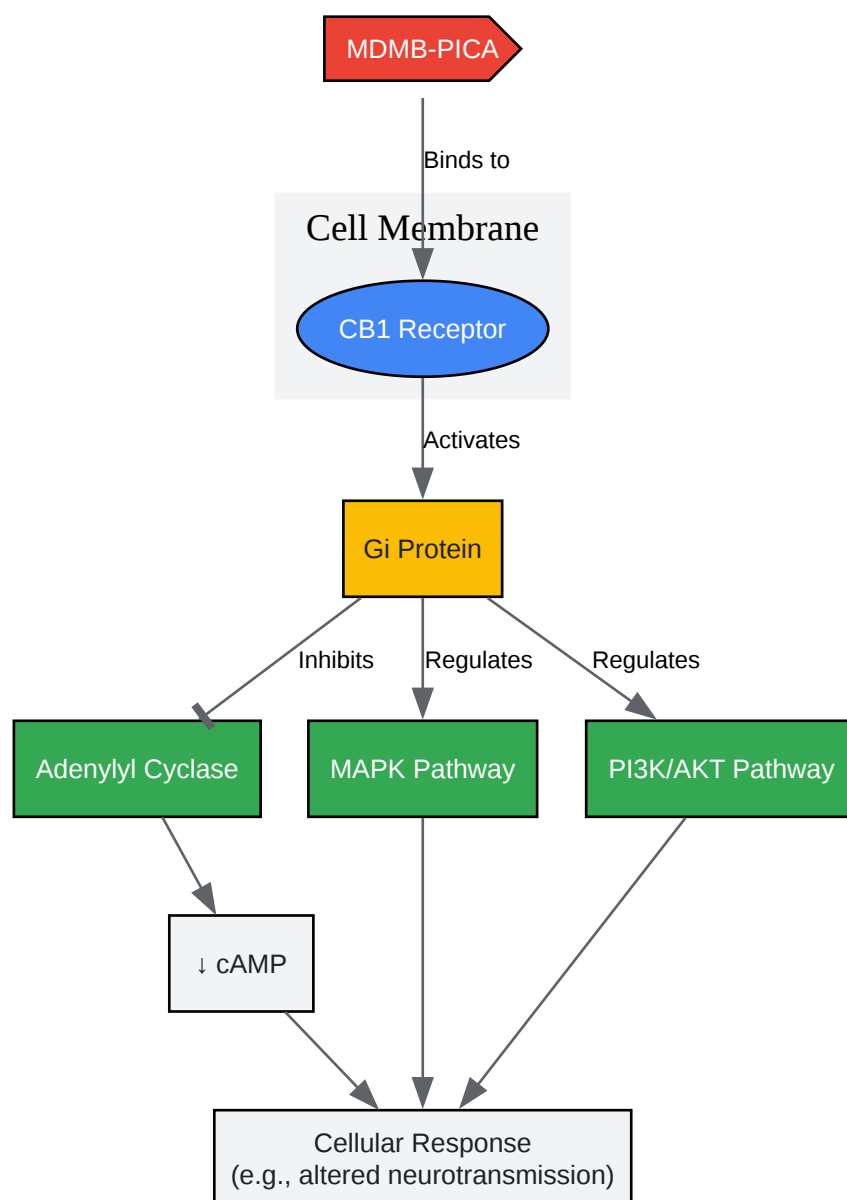 MDMB-PICA
Binds to
Cell Membrane
CB1 Receptor
Activates
Gi Protein
Inhibits
Regulates
Regulates
Adenylyl Cyclase
MAPK Pathway
PI3K/AKT Pathway
↓ cAMP
Cellular Response
(e.g., altered neurotransmission)